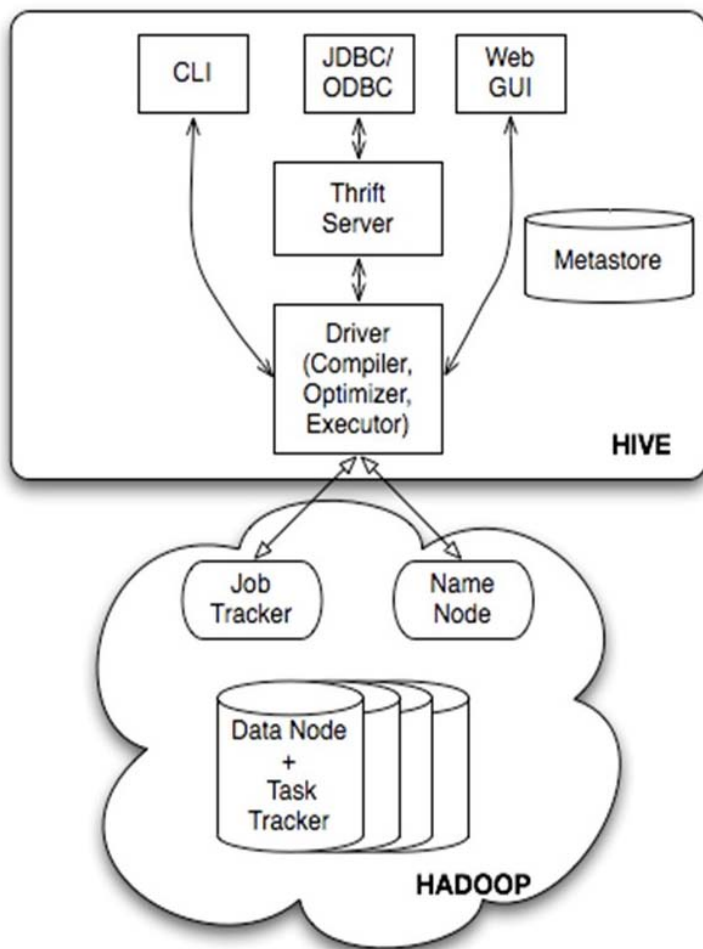 CLI
JDBC/
ODBC
Web
GUI
Thrift
Server
Metastore
Driver
(Compiler,
Optimizer,
Executor)
HIVE
Job
Tracker
Name
Node
Data Node
+
Task
Tracker
HADOOP